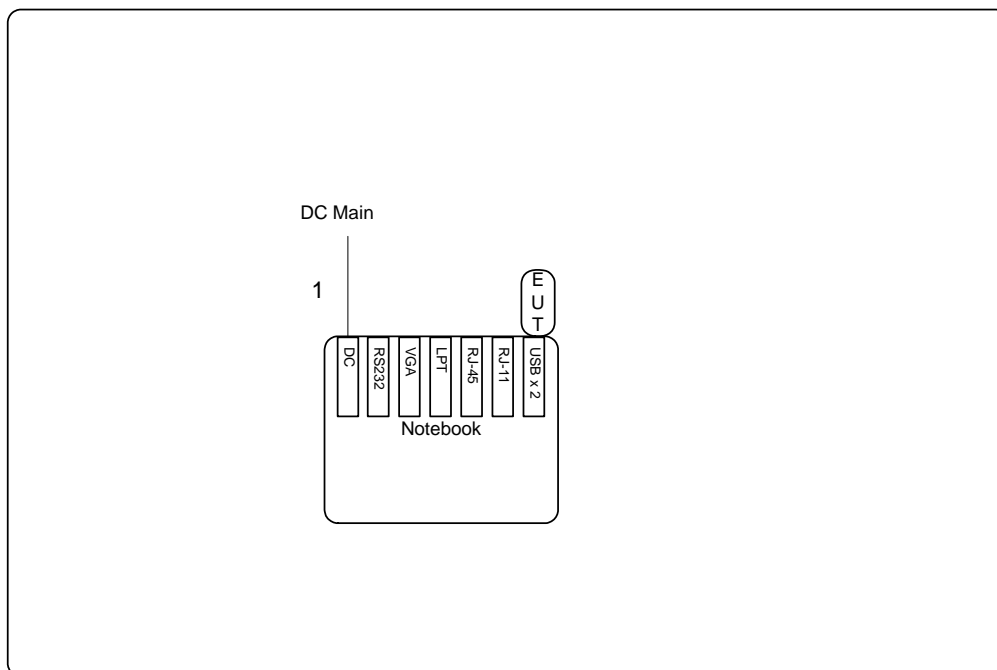 DC Main
1
E
U
T
DC
RS232
VGA
LPT
RJ-45
RJ-11
USB x 2
Notebook